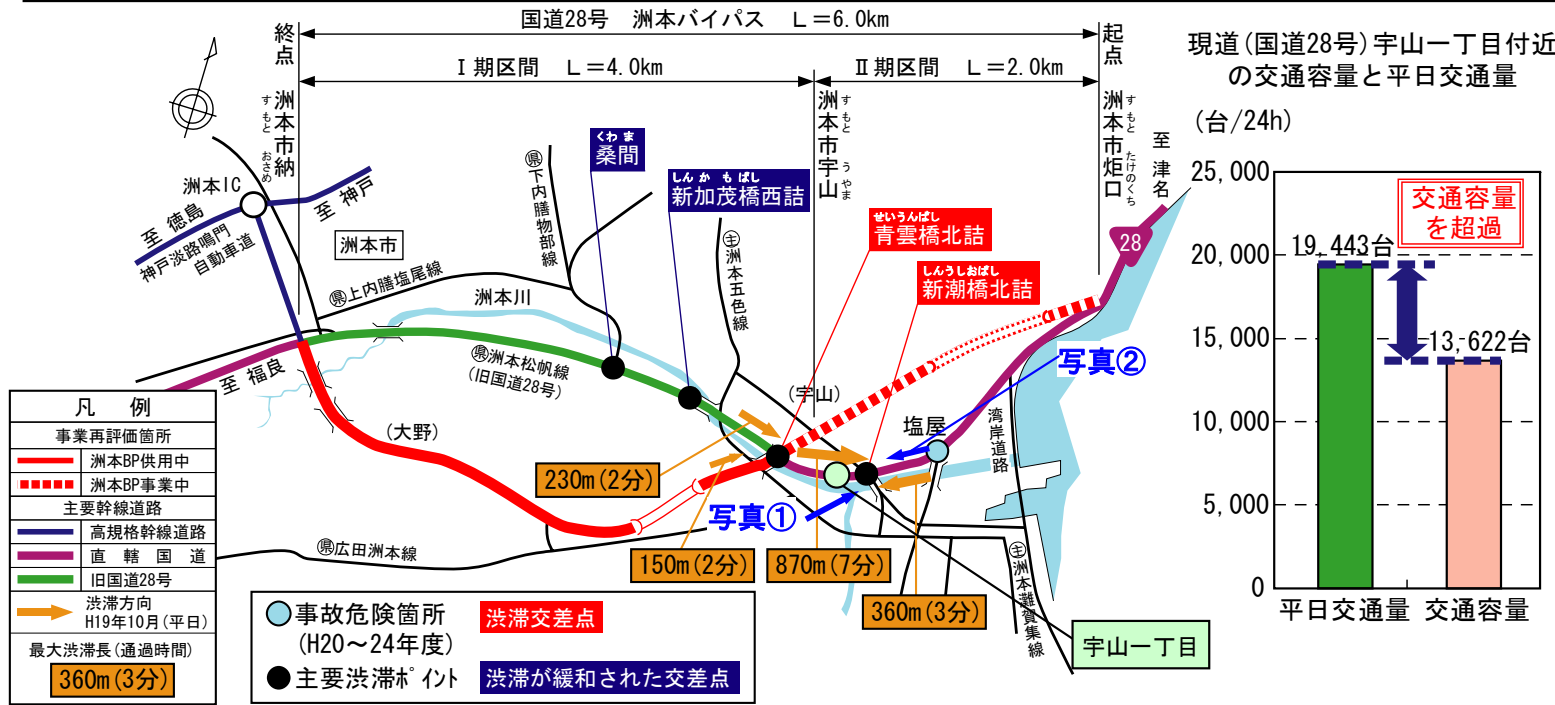 国道28号 洲本バイパス L=6.0km
終点
起点
Ⅰ期区間 L=4.0km
Ⅱ期区間 L=2.0km
洲本市納
すもと おさめ
洲本市宇山
すもと うやま
洲本市炬口
すもと たけのくち
至 津名
洲本IC
至 徳島
至 神戸
神戸淡路鳴門
自動車道
洲本市
くわま
桑間
しんかもばし
新加茂橋西詰
せいうんばし
青雲橋北詰
しんうしおばし
新潮橋北詰
㊩下内膳物部線
㊩上内膳塩尾線
洲本川
㊩洲本松帆線
(旧国道28号)
主洲本五色線
28
至 福良
(大野)
(宇山)
塩屋
湾岸道路
写真②
写真①
230m(2分)
150m(2分)
870m(7分)
360m(3分)
県広田洲本線
主洲本灘賀集線
宇山一丁目
凡 例
事業再評価箇所
洲本BP供用中
洲本BP事業中
主要幹線道路
高規格幹線道路
直轄国道
旧国道28号
渋滞方向
H19年10月(平日)
最大渋滞長(通過時間)
360m(3分)
事故危険箇所
(H20～24年度)
渋滞交差点
主要渋滞ポイント
渋滞が緩和された交差点
現道(国道28号)宇山一丁目付近
の交通容量と平日交通量
(台/24h)
25,000
20,000
15,000
10,000
5,000
0
交通容量
を超過
19,443台
13,622台
平日交通量
交通容量